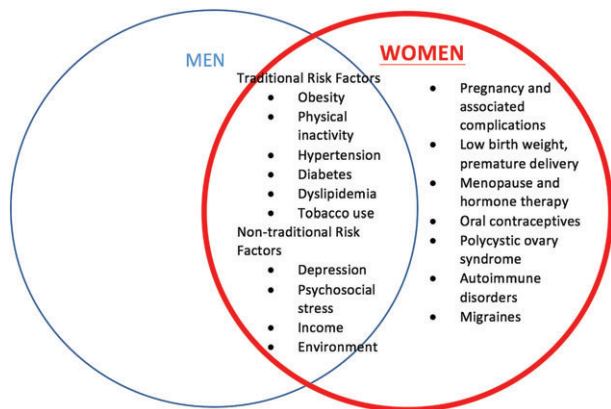 MEN
WOMEN
Traditional Risk Factors
• Obesity
• Physical
inactivity
• Hypertension
• Diabetes
• Dyslipidemia
• Tobacco use
Non-traditional Risk
Factors
• Depression
• Psychosocial
stress
• Income
• Environment
• Pregnancy and
associated
complications
• Low birth weight,
premature delivery
• Menopause and
hormone therapy
• Oral contraceptives
• Polycystic ovary
syndrome
• Autoimmune
disorders
• Migraines